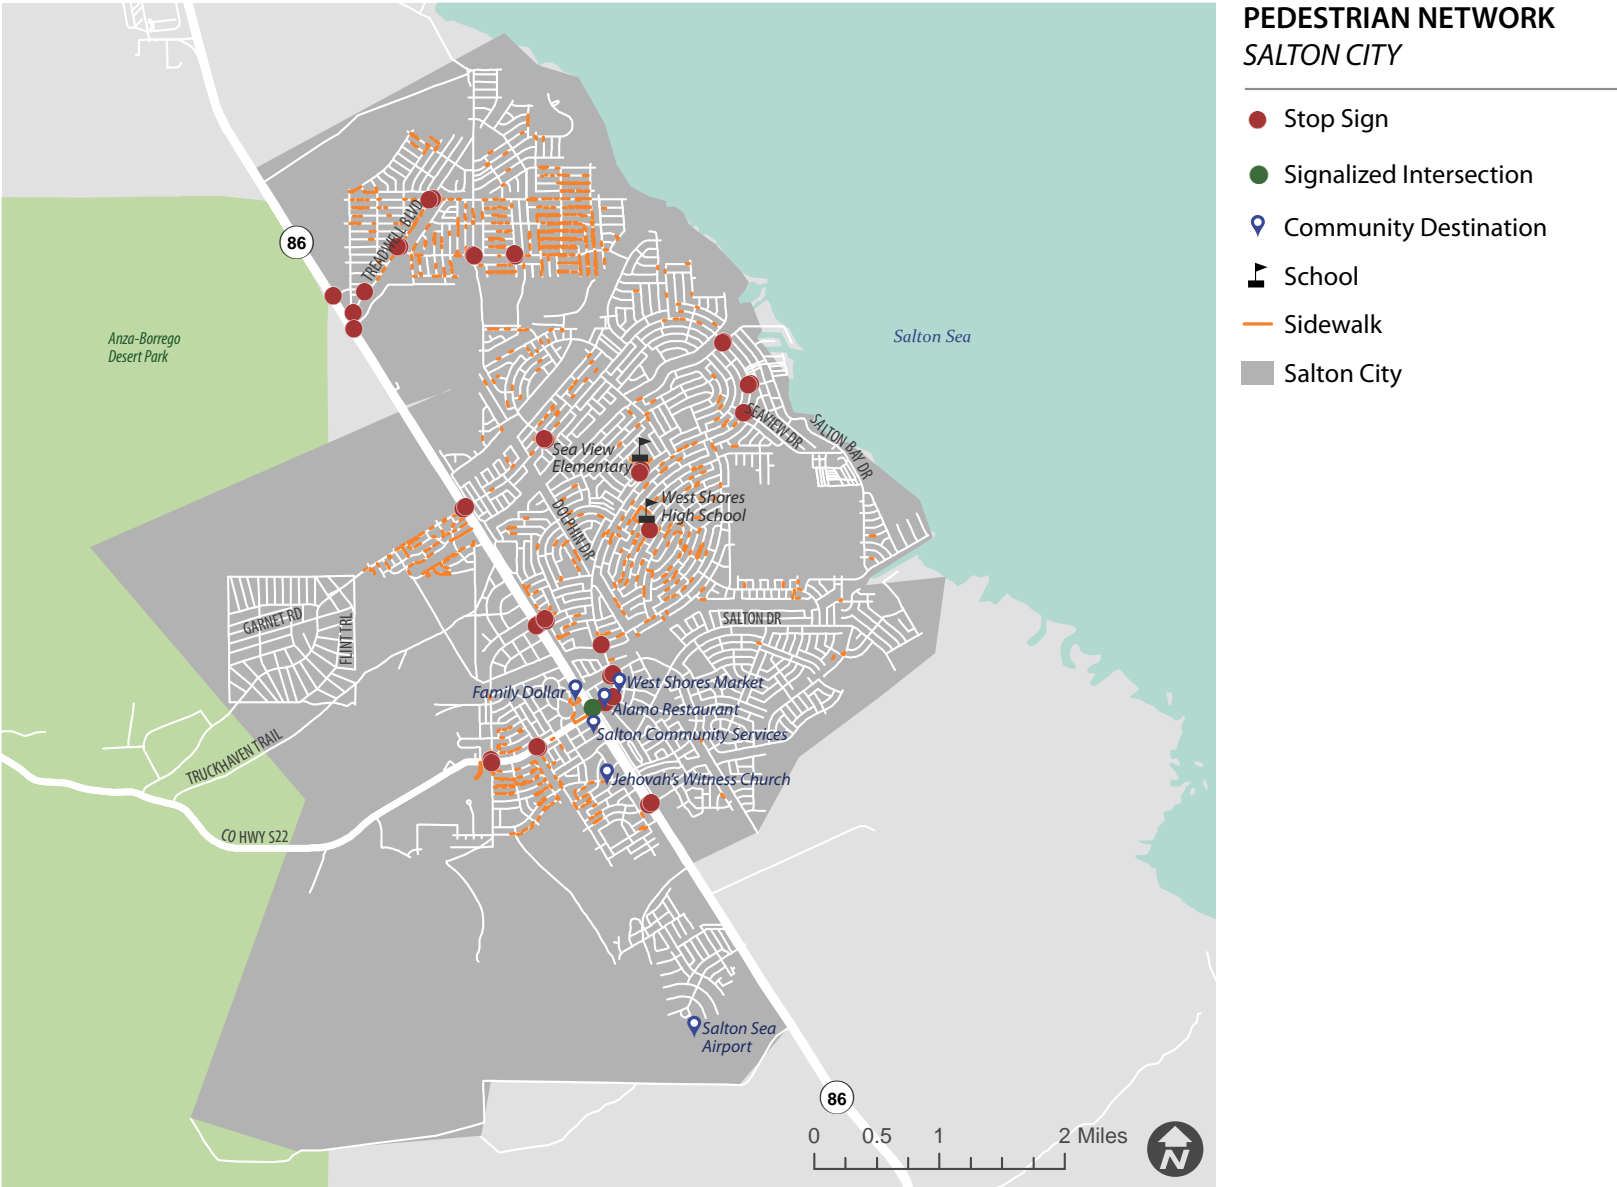 PEDESTRIAN NETWORK
SALTON CITY
Stop Sign
Signalized Intersection
Community Destination
School
Sidewalk
Salton City
86
TREADWELL BLVD
Anza-Borrego
Desert Park
Salton Sea
SEAVIEW DR
SALTON BAY DR
Sea View
Elementary
West Shores
High School
DOLPHIN DR
GARNET RD
FLINT TRL
SALTON DR
Family Dollar
West Shores Market
Alamo Restaurant
Salton Community Services
TRUCKHAVEN TRAIL
Jehovah's Witness Church
CO HWY S22
Salton Sea
Airport
86
0 0.5 1 2 Miles
N